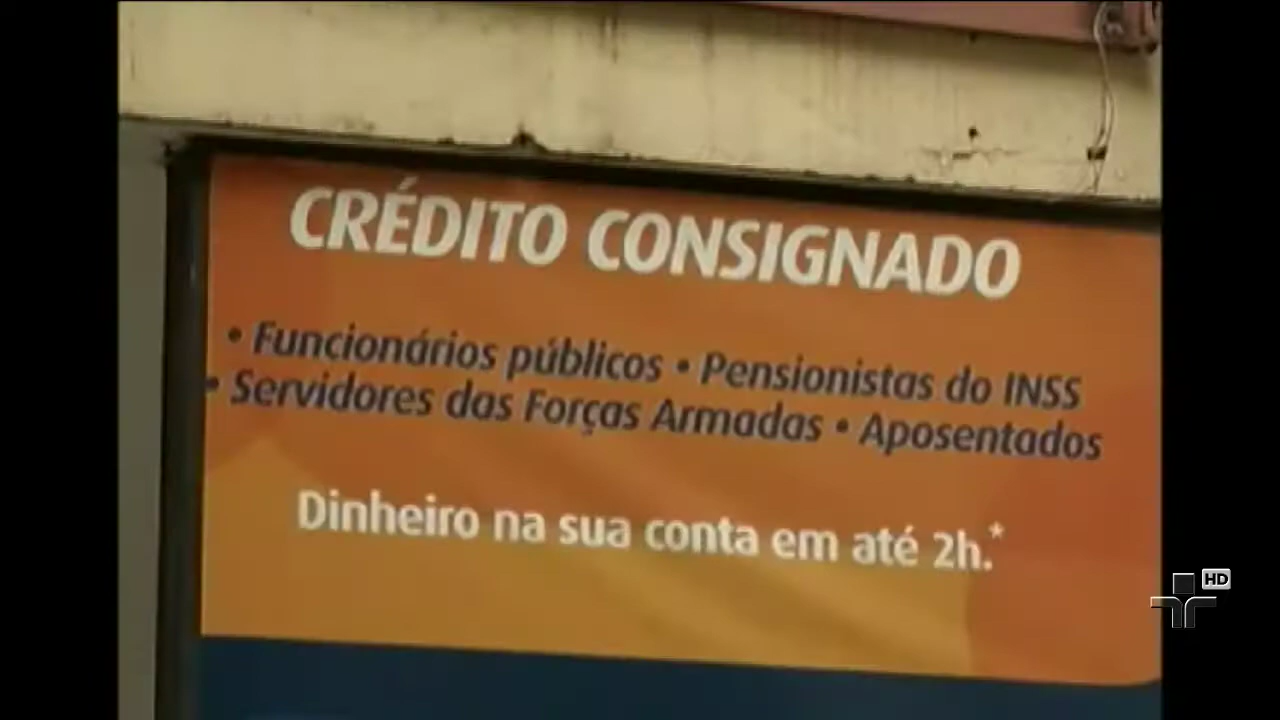 CRÉDITO CONSIGNADO
• Funcionários públicos • Pensionistas do INSS
• Servidores das Forças Armadas • Aposentados
Dinheiro na sua conta em até 2h.*
HD